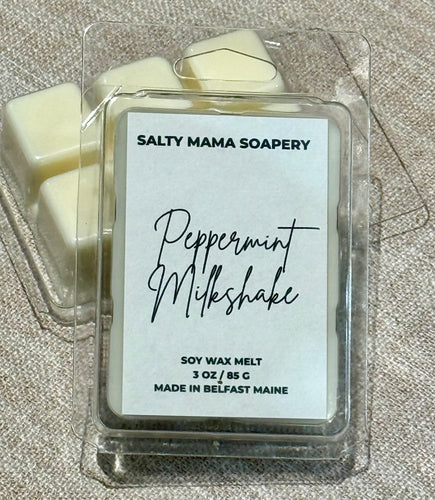 SALTY MAMA SOAPERY
Peppermint
Milkshake
SOY WAX MELT
3 OZ / 85 G
MADE IN BELFAST MAINE